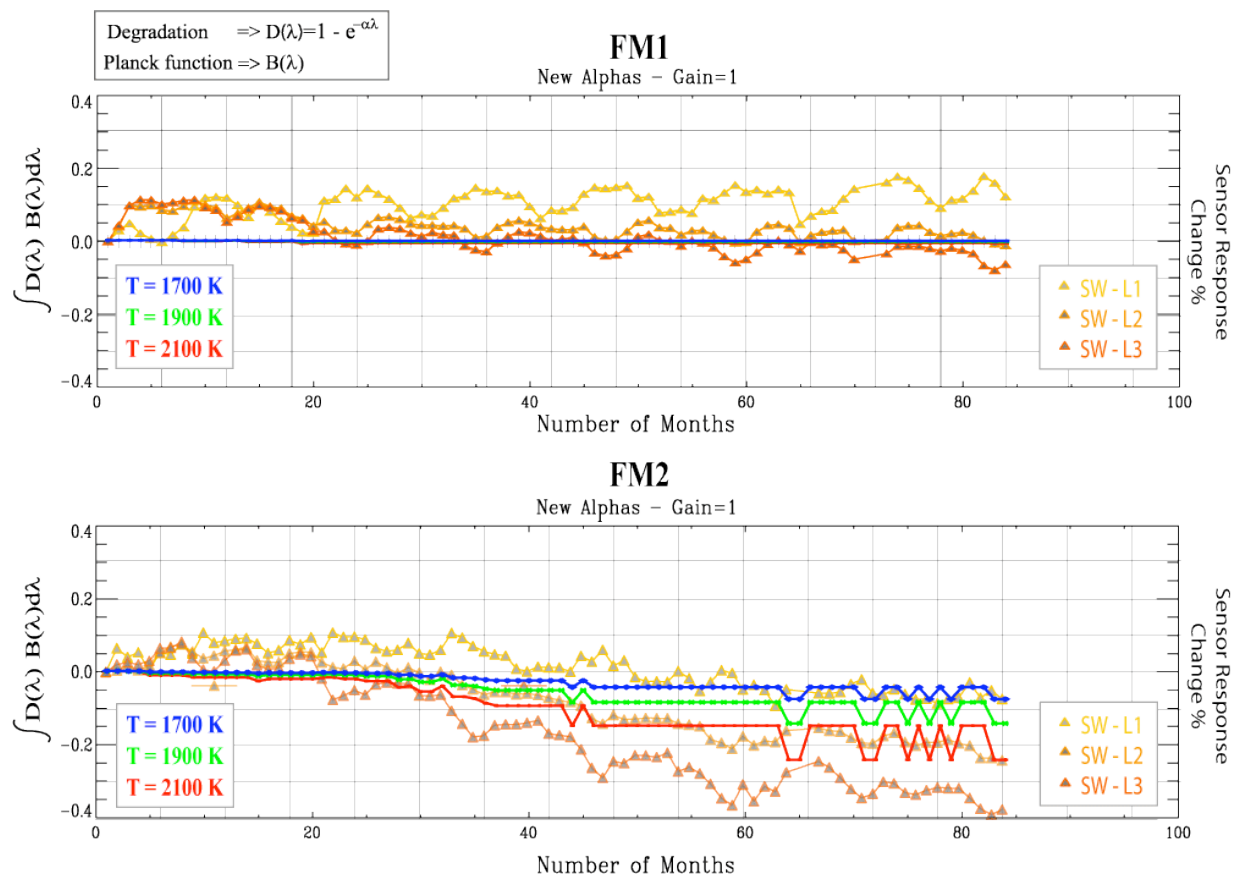 Degradation => D(λ)=1 - e^{-αλ}
Planck function => B(λ)
FM1
New Alphas - Gain=1
∫D(λ) B(λ)dλ
0.4
0.2
0.0
-0.2
-0.4
T = 1700 K
T = 1900 K
T = 2100 K
SW - L1
SW - L2
SW - L3
Sensor Response
Change %
0 20 40 60 80 100
Number of Months
FM2
New Alphas - Gain=1
∫D(λ) B(λ)dλ
0.4
0.2
0.0
-0.2
-0.4
T = 1700 K
T = 1900 K
T = 2100 K
SW - L1
SW - L2
SW - L3
Sensor Response
Change %
0 20 40 60 80 100
Number of Months